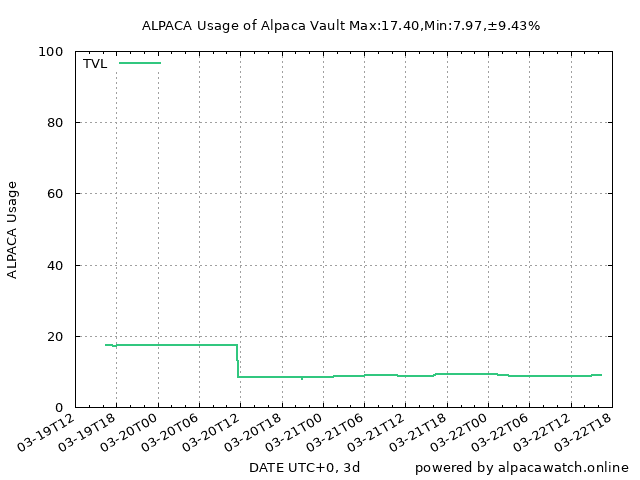 ALPACA Usage of Alpaca Vault Max:17.40,Min:7.97,±9.43%
TVL
100
80
60
40
20
0
ALPACA Usage
03-19T12
03-19T18
03-20T00
03-20T06
03-20T12
03-20T18
03-21T00
03-21T06
03-21T12
03-21T18
03-22T00
03-22T06
03-22T12
03-22T18
DATE UTC+0, 3d
powered by alpacawatch.online